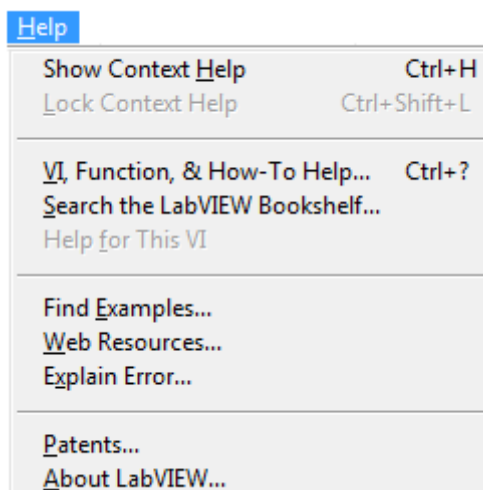 Help
Show Context Help Ctrl+H
Lock Context Help Ctrl+Shift+L
VI, Function, & How-To Help... Ctrl+?
Search the LabVIEW Bookshelf...
Help for This VI
Find Examples...
Web Resources...
Explain Error...
Patents...
About LabVIEW...